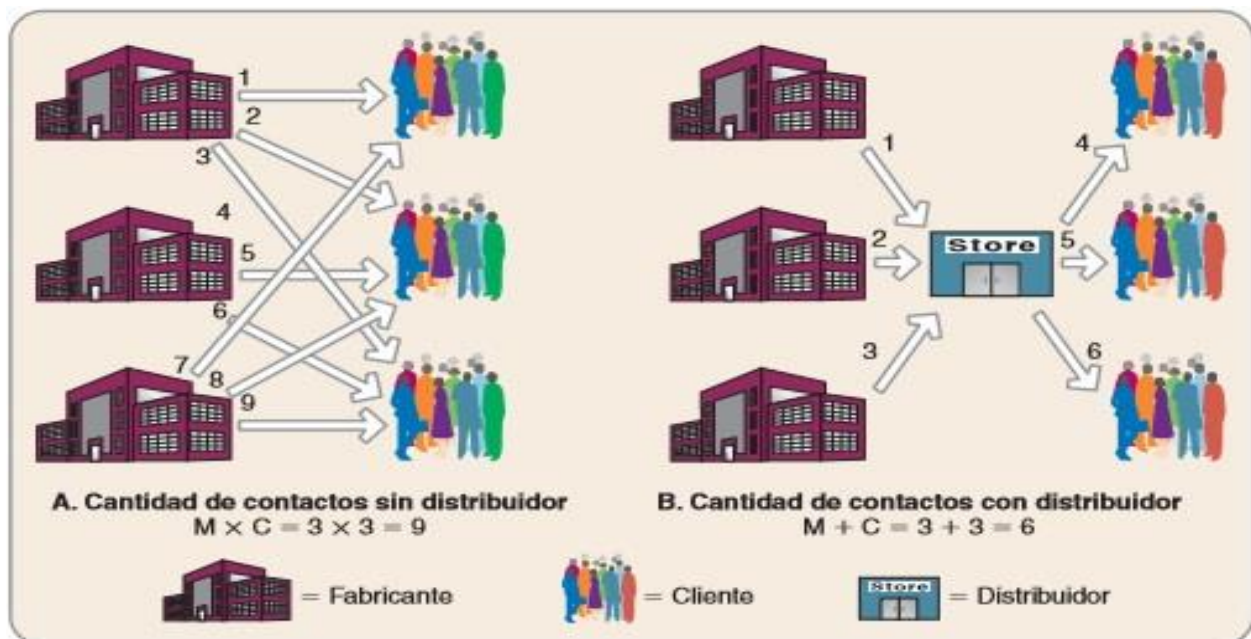 1
2
3
4
5
6
7
8
9
A. Cantidad de contactos sin distribuidor
M × C = 3 × 3 = 9
1
2
3
Store
4
5
6
B. Cantidad de contactos con distribuidor
M + C = 3 + 3 = 6
= Fabricante
= Cliente
Store
= Distribuidor